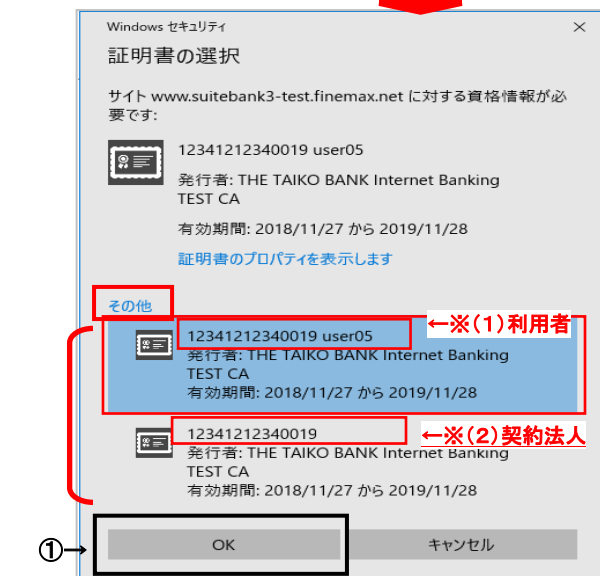 Windows セキュリティ
証明書の選択
サイト www.suitebank3-test.finemax.net に対する資格情報が必
要です:
12341212340019 user05
発行者: THE TAIKO BANK Internet Banking
TEST CA
有効期間: 2018/11/27 から 2019/11/28
証明書のプロパティを表示します
その他
12341212340019 user05
←※(1)利用者
発行者: THE TAIKO BANK Internet Banking
TEST CA
有効期間: 2018/11/27 から 2019/11/28
12341212340019
←※(2)契約法人
発行者: THE TAIKO BANK Internet Banking
TEST CA
有効期間: 2018/11/27 から 2019/11/28
①→
OK
キャンセル